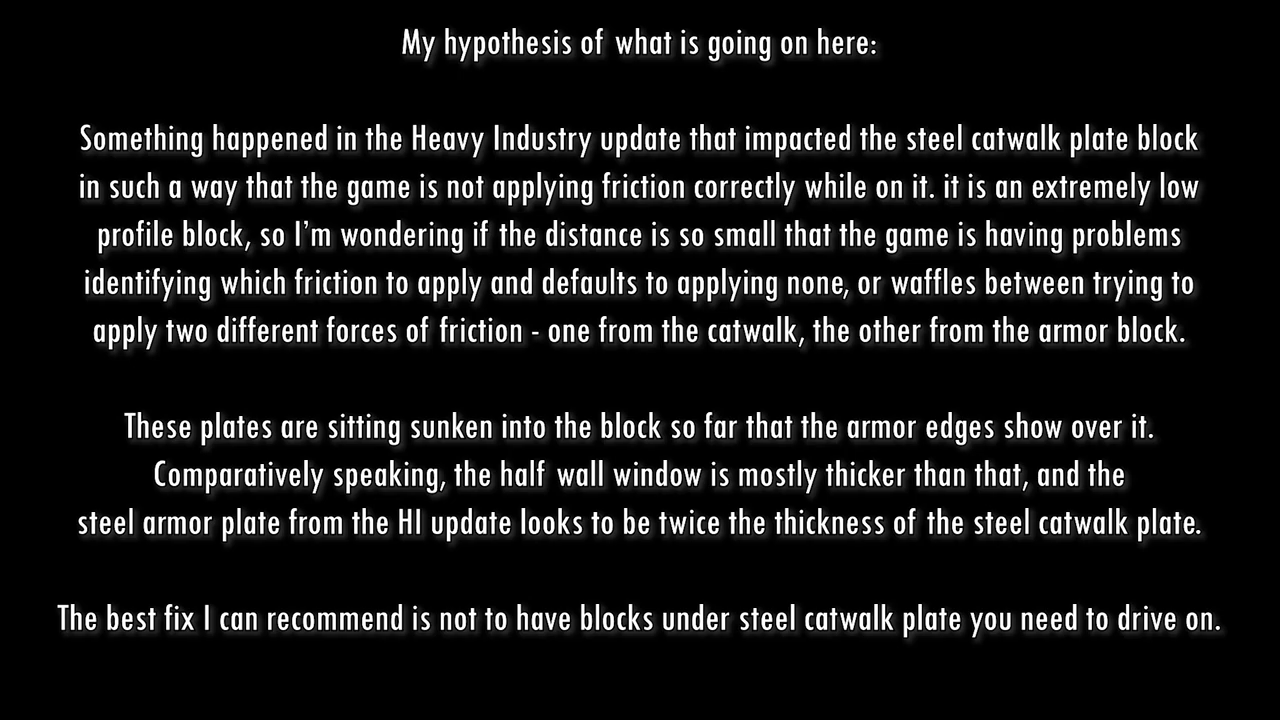 My hypothesis of what is going on here:
Something happened in the Heavy Industry update that impacted the steel catwalk plate block
in such a way that the game is not applying friction correctly while on it. it is an extremely low
profile block, so I'm wondering if the distance is so small that the game is having problems
identifying which friction to apply and defaults to applying none, or waffles between trying to
apply two different forces of friction - one from the catwalk, the other from the armor block.
These plates are sitting sunken into the block so far that the armor edges show over it.
Comparatively speaking, the half wall window is mostly thicker than that, and the
steel armor plate from the HI update looks to be twice the thickness of the steel catwalk plate.
The best fix I can recommend is not to have blocks under steel catwalk plate you need to drive on.